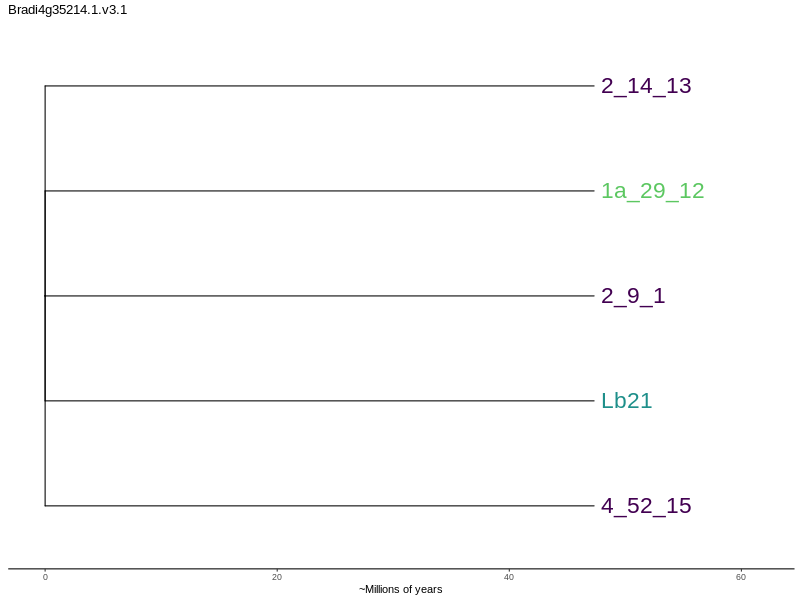 Bradi4g35214.1.v3.1
2_14_13
1a_29_12
2_9_1
Lb21
4_52_15
0 20 40 60
~Millions of years